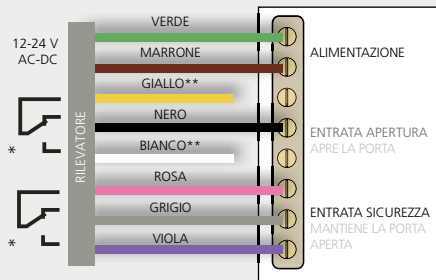 VERDE
12-24 V
AC-DC
MARRONE
ALIMENTAZIONE
GIALLO**
NERO
ENTRATA APERTURA
APRE LA PORTA
*
BIANCO**
RILEVATORE
ROSA
GRIGIO
ENTRATA SICUREZZA
MANTIENE LA PORTA
APERTA
*
VIOLA